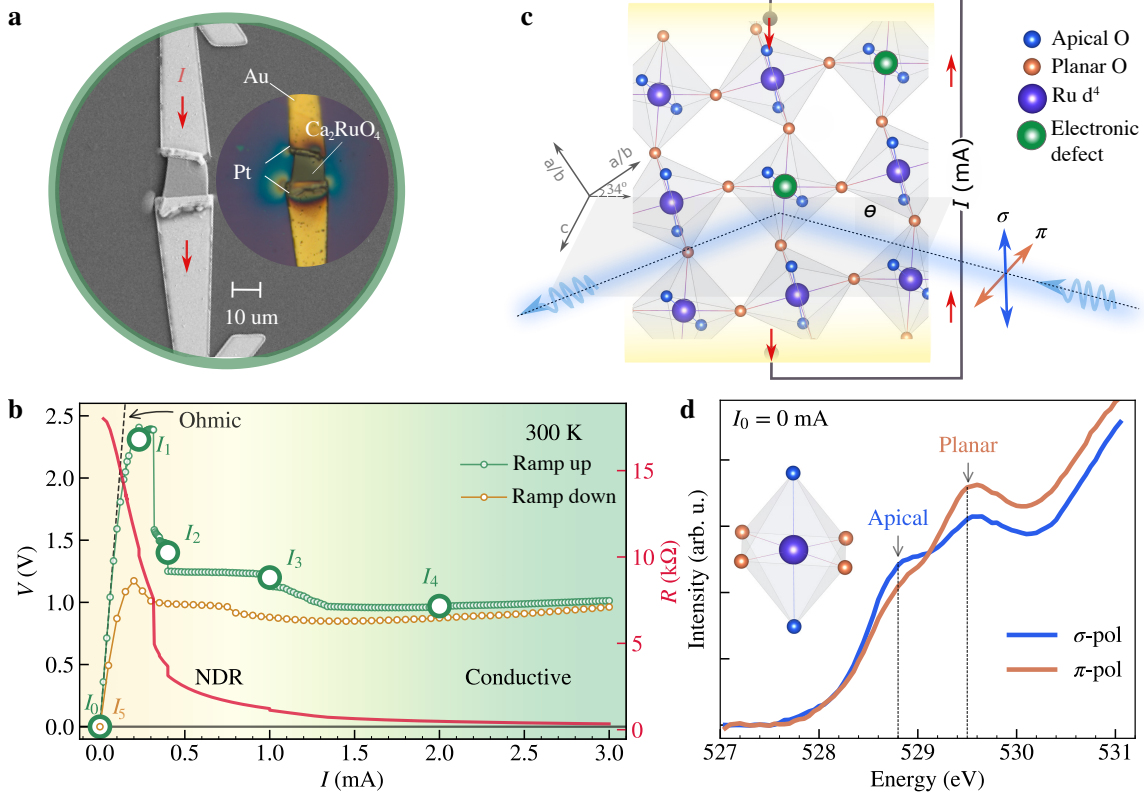 a
I
Au
Ca₂RuO₄
Pt
10 um
c
a/b
a/b
34°
c
θ
I (mA)
σ
π
Apical O
Planar O
Ru d⁴
Electronic
defect
b
Ohmic
300 K
Ramp up
Ramp down
I₁
I₂
I₃
I₄
I₀
I₅
NDR
Conductive
2.5
2.0
1.5
1.0
0.5
0.0
V (V)
15
10
5
0
R (kΩ)
0.0 0.5 1.0 1.5 2.0 2.5 3.0
I (mA)
d
I₀ = 0 mA
Planar
Apical
σ-pol
π-pol
Intensity (arb. u.)
527 528 529 530 531
Energy (eV)